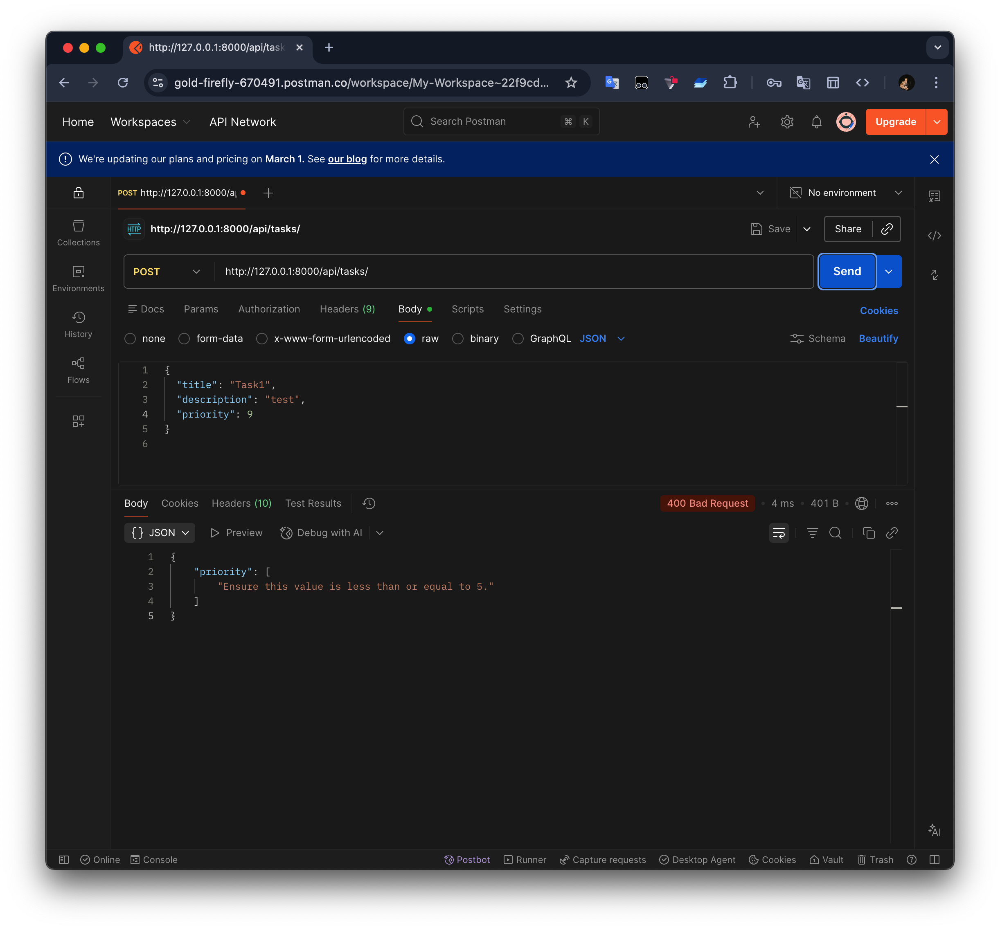 http://127.0.0.1:8000/api/task
gold-firefly-670491.postman.co/workspace/My-Workspace~22f9cd...
Home Workspaces API Network Search Postman ⌘ K Upgrade
We're updating our plans and pricing on March 1. See our blog for more details.
POST http://127.0.0.1:8000/a No environment
Collections
Environments
History
Flows
HTTP http://127.0.0.1:8000/api/tasks/ Save Share
POST http://127.0.0.1:8000/api/tasks/ Send
Docs Params Authorization Headers (9) Body Scripts Settings Cookies
none form-data x-www-form-urlencoded raw binary GraphQL JSON Schema Beautify
1 {
2 "title": "Task1",
3 "description": "test",
4 "priority": 9
5 }
6
Body Cookies Headers (10) Test Results 400 Bad Request 4 ms 401 B
{} JSON Preview Debug with AI
1 {
2 "priority": [
3 "Ensure this value is less than or equal to 5."
4 ]
5 }
AI
Online Console Postbot Runner Capture requests Desktop Agent Cookies Vault Trash